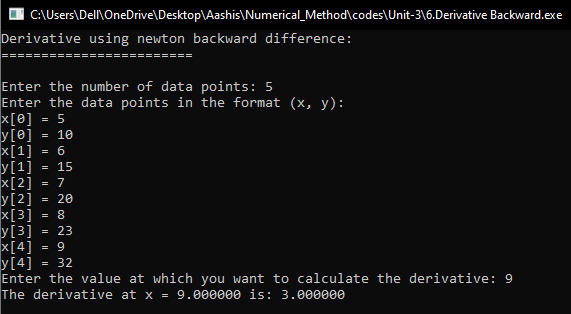 C:\Users\Dell\OneDrive\Desktop\Aashis\Numerical_Method\codes\Unit-3\6.Derivative Backward.exe
Derivative using newton backward difference:
========================
Enter the number of data points: 5
Enter the data points in the format (x, y):
x[0] = 5
y[0] = 10
x[1] = 6
y[1] = 15
x[2] = 7
y[2] = 20
x[3] = 8
y[3] = 23
x[4] = 9
y[4] = 32
Enter the value at which you want to calculate the derivative: 9
The derivative at x = 9.000000 is: 3.000000